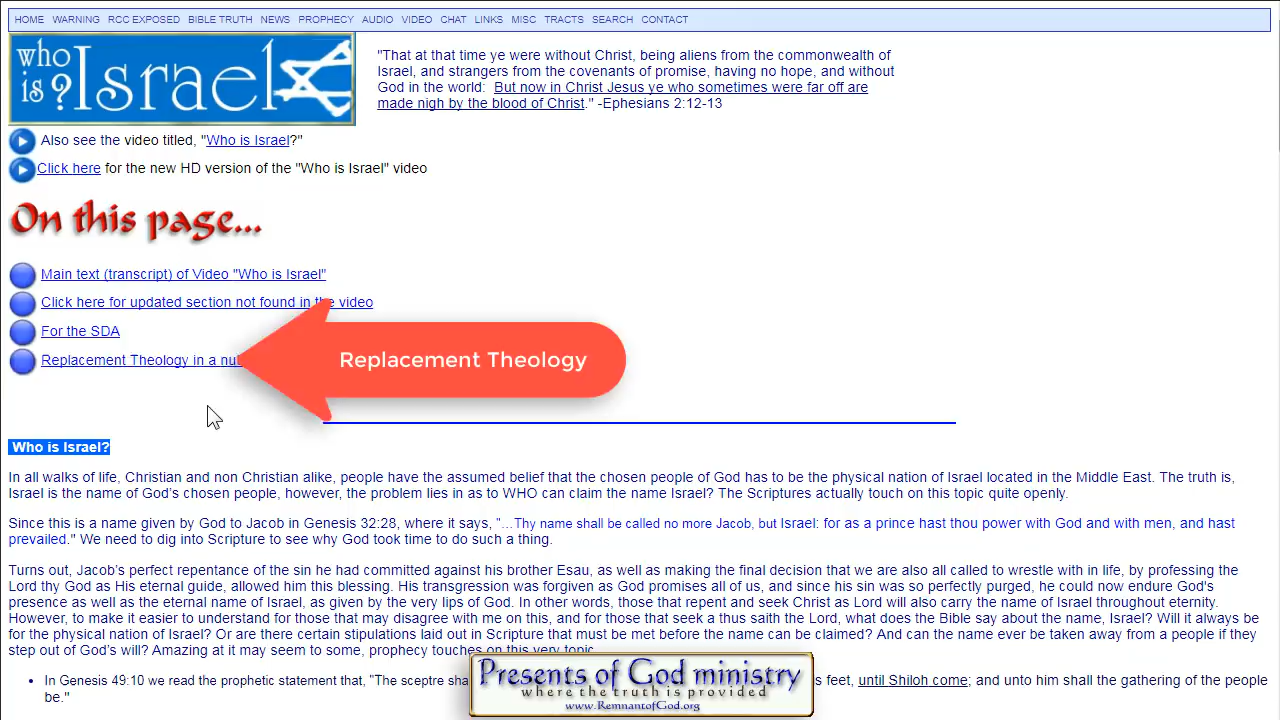 HOME WARNING RCC EXPOSED BIBLE TRUTH NEWS PROPHECY AUDIO VIDEO CHAT LINKS MISC TRACTS SEARCH CONTACT
who is? Israel
"That at that time ye were without Christ, being aliens from the commonwealth of
Israel, and strangers from the covenants of promise, having no hope, and without
God in the world: But now in Christ Jesus ye who sometimes were far off are
made nigh by the blood of Christ." -Ephesians 2:12-13
Also see the video titled, "Who is Israel?"
Click here for the new HD version of the "Who is Israel" video
On this page...
Main text (transcript) of Video "Who is Israel"
Click here for updated section not found in the video
For the SDA
Replacement Theology in a nu
Replacement Theology
Who is Israel?
In all walks of life, Christian and non Christian alike, people have the assumed belief that the chosen people of God has to be the physical nation of Israel located in the Middle East. The truth is,
Israel is the name of God's chosen people, however, the problem lies in as to WHO can claim the name Israel? The Scriptures actually touch on this topic quite openly.
Since this is a name given by God to Jacob in Genesis 32:28, where it says, "...Thy name shall be called no more Jacob, but Israel: for as a prince hast thou power with God and with men, and hast
prevailed." We need to dig into Scripture to see why God took time to do such a thing.
Turns out, Jacob's perfect repentance of the sin he had committed against his brother Esau, as well as making the final decision that we are also all called to wrestle with in life, by professing the
Lord thy God as His eternal guide, allowed him this blessing. His transgression was forgiven as God promises all of us, and since his sin was so perfectly purged, he could now endure God's
presence as well as the eternal name of Israel, as given by the very lips of God. In other words, those that repent and seek Christ as Lord will also carry the name of Israel throughout eternity.
However, to make it easier to understand for those that may disagree with me on this, and for those that seek a thus saith the Lord, what does the Bible say about the name, Israel? Will it always be
for the physical nation of Israel? Or are there certain stipulations laid out in Scripture that must be met before the name can be claimed? And can the name ever be taken away from a people if they
step out of God's will? Amazing at it may seem to some, prophecy touches on this very topic.
• In Genesis 49:10 we read the prophetic statement that, "The sceptre sha s feet, until Shiloh come; and unto him shall the gathering of the people
be."
Presents of God ministry
where the truth is provided
www.RemnantofGod.org